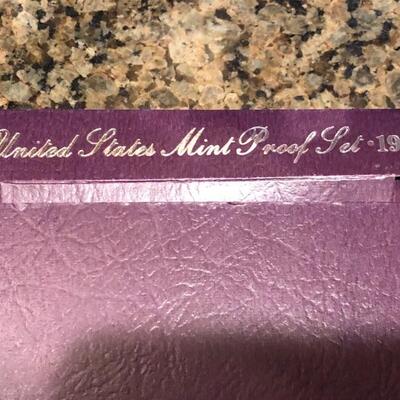 United States Mint Proof Set · 19